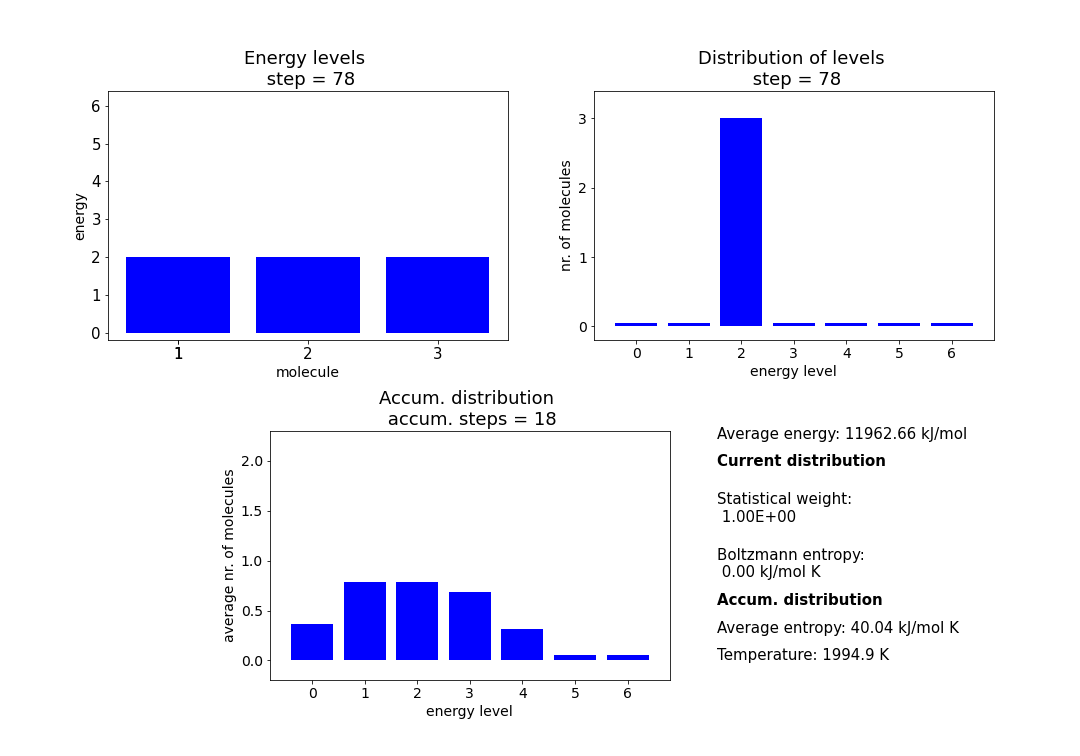 Energy levels
step = 78
6
5
4
3
2
1
0
energy
1
2
3
molecule
Distribution of levels
step = 78
3
2
1
0
nr. of molecules
0
1
2
3
4
5
6
energy level
Accum. distribution
accum. steps = 18
2.0
1.5
1.0
0.5
0.0
average nr. of molecules
0
1
2
3
4
5
6
energy level
Average energy: 11962.66 kJ/mol
Current distribution
Statistical weight:
1.00E+00
Boltzmann entropy:
0.00 kJ/mol K
Accum. distribution
Average entropy: 40.04 kJ/mol K
Temperature: 1994.9 K